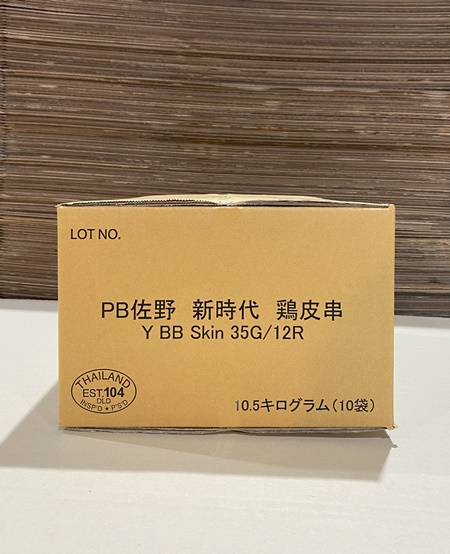 LOT NO.
PB佐野 新時代 鶏皮串
Y BB Skin 35G/12R
THAILAND
EST.104
DLD
INSP'D ★ P'S'D
10.5キログラム(10袋)